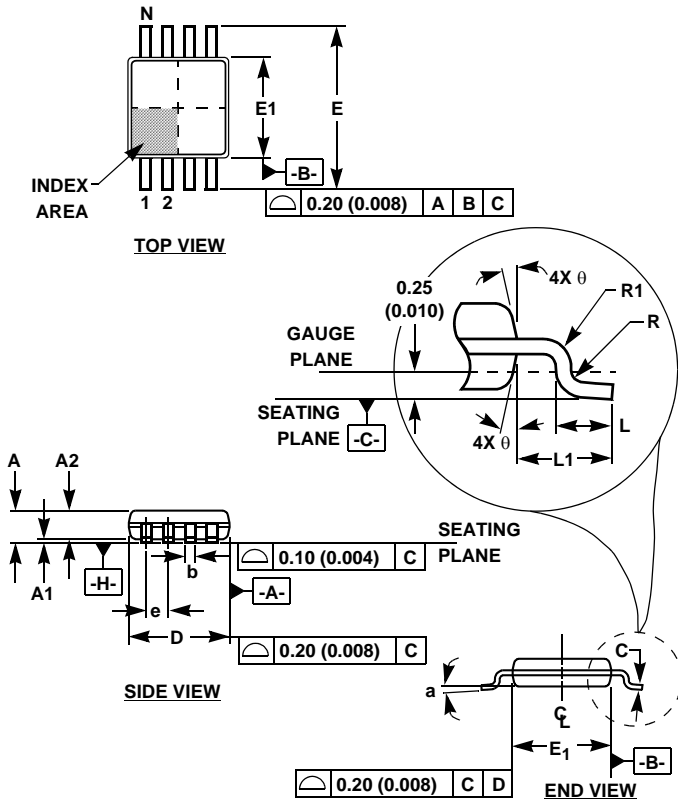 N
E1
E
-B-
INDEX
AREA
1 2
0.20 (0.008) A B C
TOP VIEW
0.25
(0.010)
4X θ
R1
R
GAUGE
PLANE
SEATING
PLANE -C-
4X θ
L
L1
A A2
SEATING
PLANE
A1
-H-
b
0.10 (0.004) C
-A-
e
D
0.20 (0.008) C
SIDE VIEW
C
a
CL
E1
-B-
0.20 (0.008) C D
END VIEW